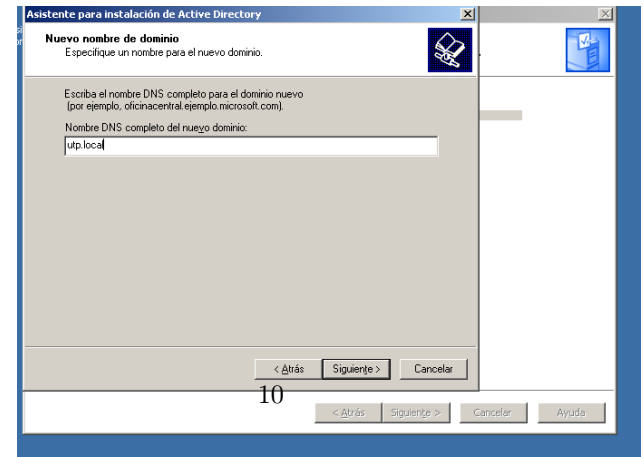 Asistente para instalación de Active Directory
Nuevo nombre de dominio
Especifique un nombre para el nuevo dominio.
Escriba el nombre DNS completo para el dominio nuevo
(por ejemplo, oficinacentral.ejemplo.microsoft.com).
Nombre DNS completo del nuevo dominio:
utp.local
< Atrás Siguiente > Cancelar
10
< Atrás Siguiente > Cancelar Ayuda